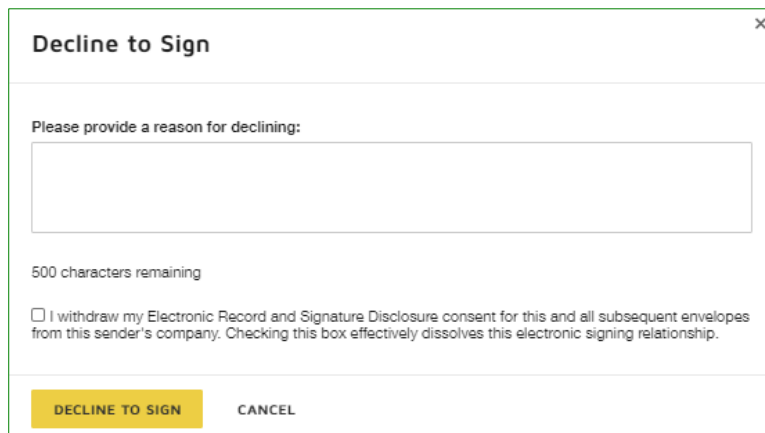 ×
Decline to Sign
Please provide a reason for declining:
500 characters remaining
I withdraw my Electronic Record and Signature Disclosure consent for this and all subsequent envelopes
from this sender's company. Checking this box effectively dissolves this electronic signing relationship.
DECLINE TO SIGN CANCEL